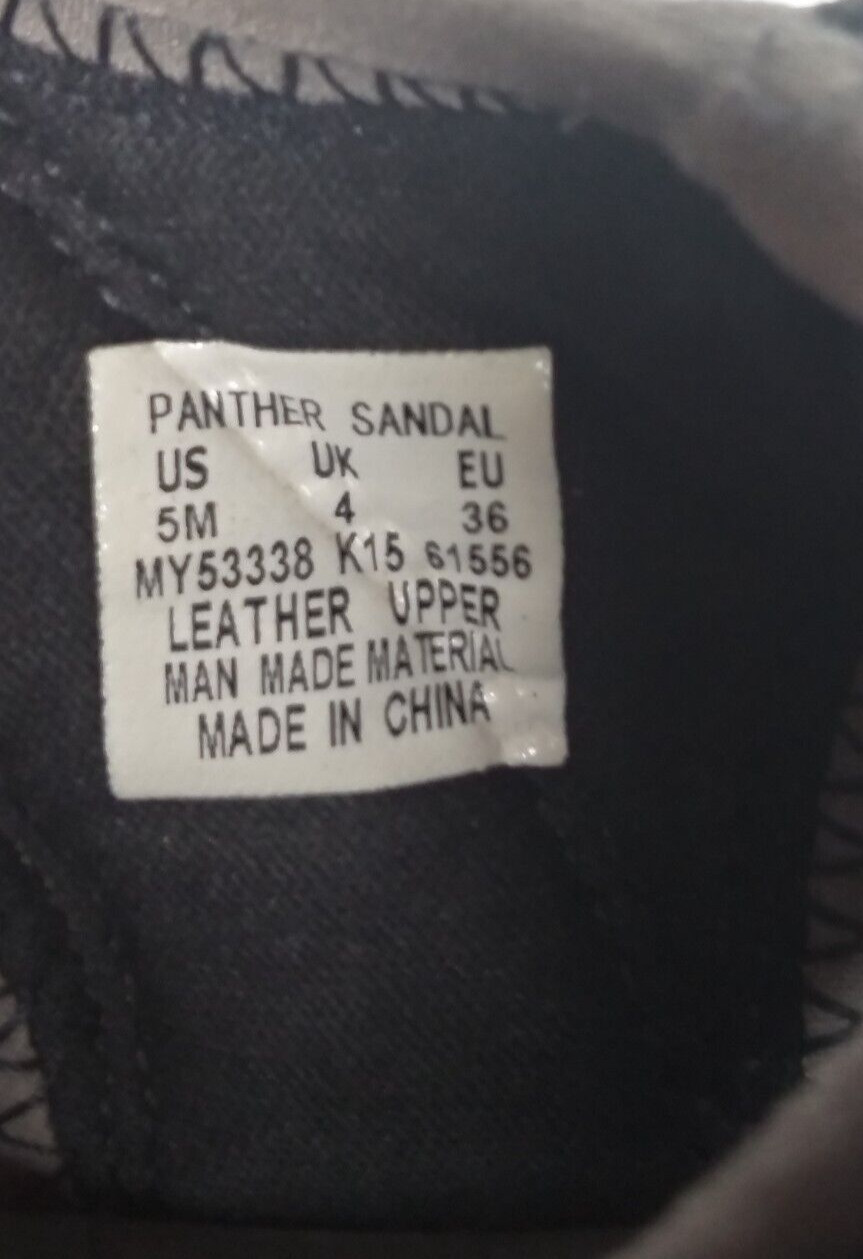 PANTHER SANDAL
US UK EU
5M 4 36
MY53338 K15 61556
LEATHER UPPER
MAN MADE MATERIAL
MADE IN CHINA